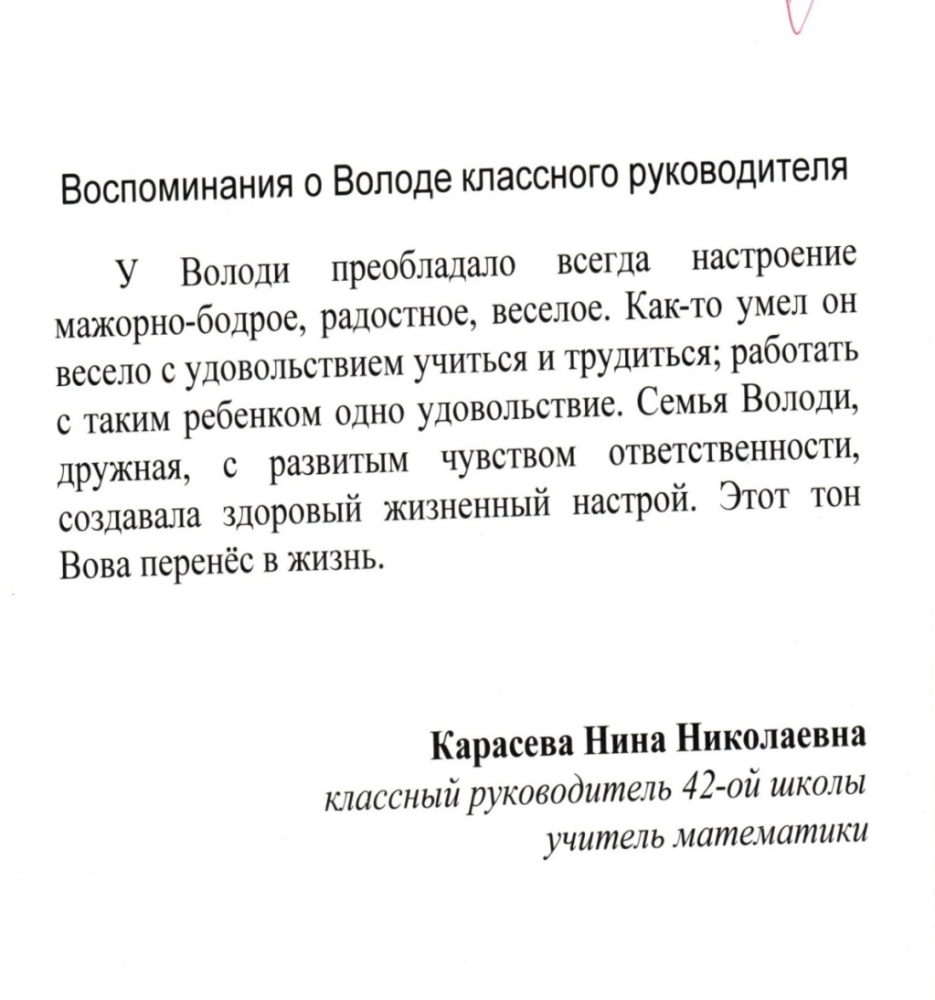 Воспоминания о Володе классного руководителя
У Володи преобладало всегда настроение
мажорно-бодрое, радостное, веселое. Как-то умел он
весело с удовольствием учиться и трудиться; работать
с таким ребенком одно удовольствие. Семья Володи,
дружная, с развитым чувством ответственности,
создавала здоровый жизненный настрой. Этот тон
Вова перенёс в жизнь.
Карасева Нина Николаевна
классный руководитель 42-ой школы
учитель математики